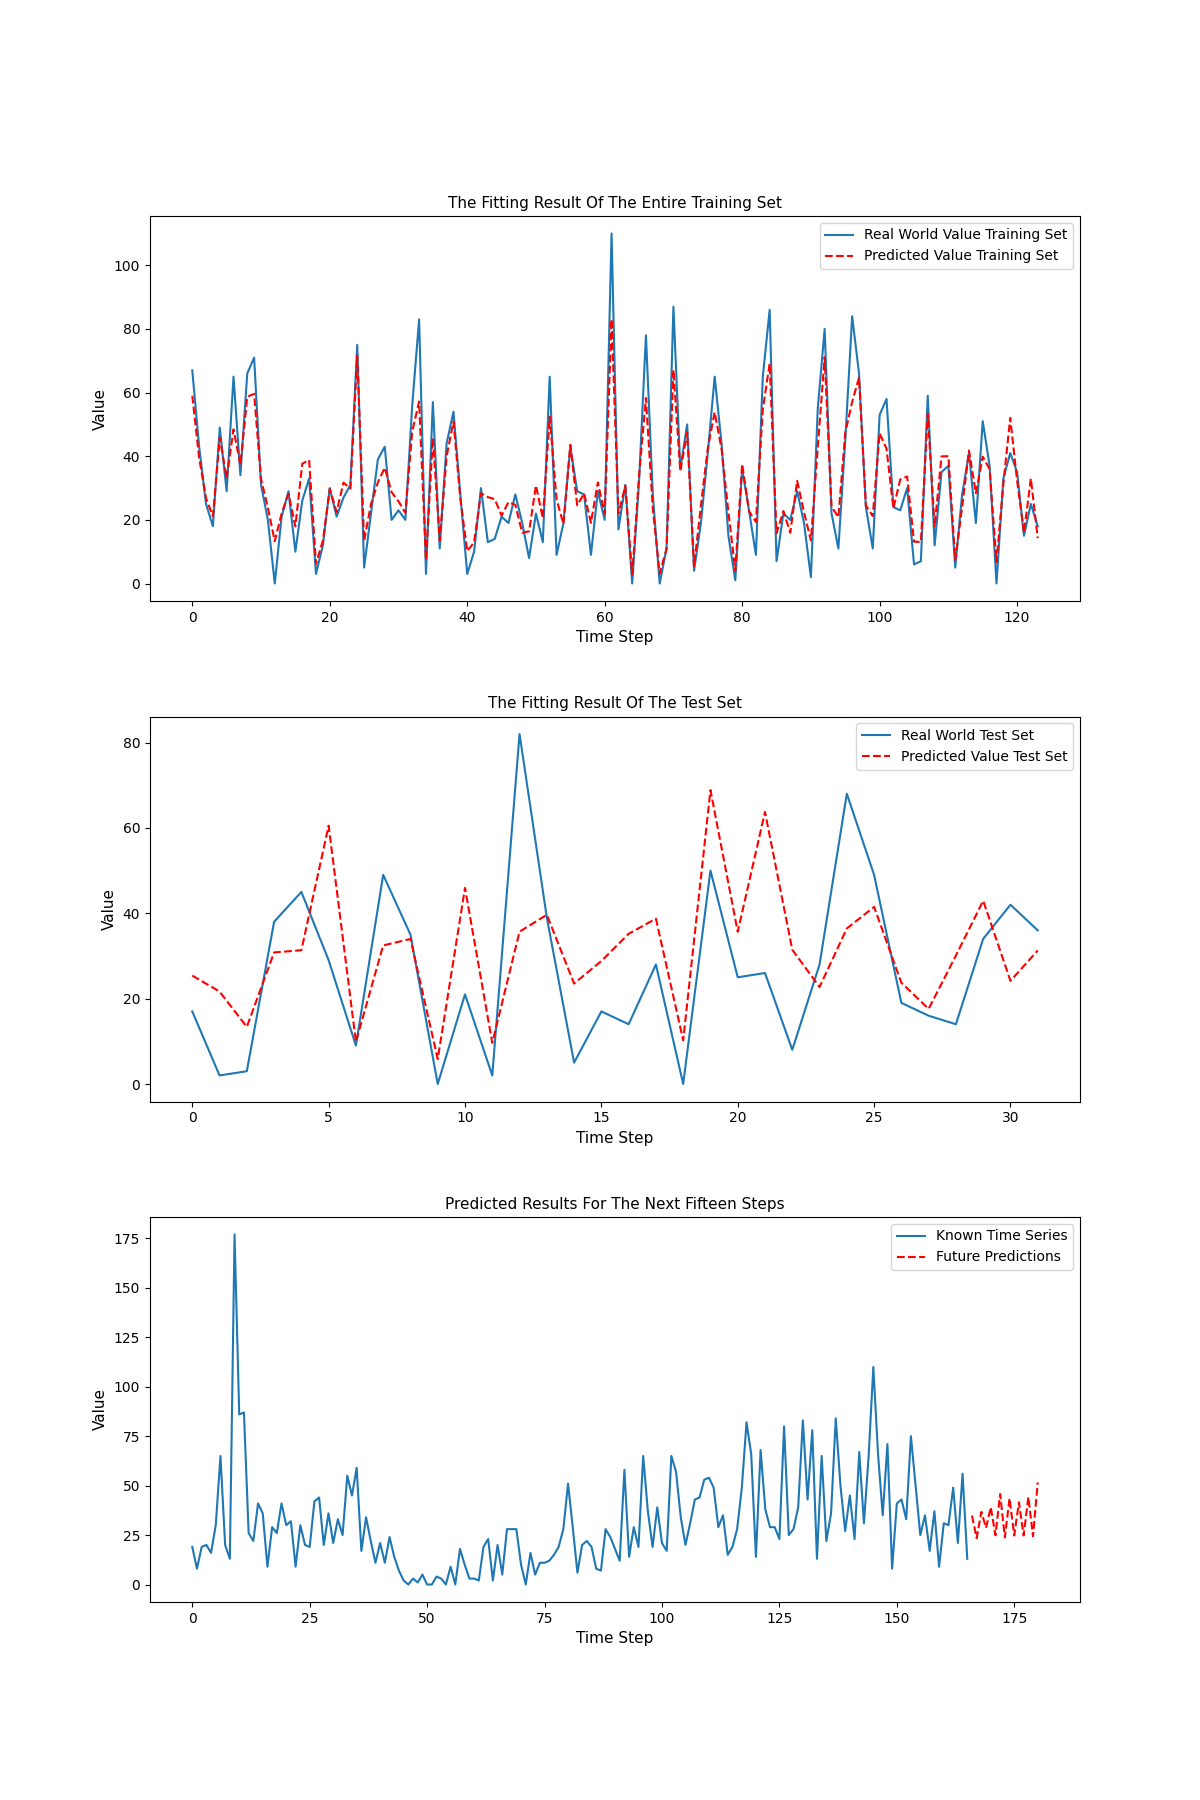 The Fitting Result Of The Entire Training Set
Real World Value Training Set
Predicted Value Training Set
Value
100
80
60
40
20
0
0 20 40 60 80 100 120
Time Step
The Fitting Result Of The Test Set
Real World Test Set
Predicted Value Test Set
Value
80
60
40
20
0
0 5 10 15 20 25 30
Time Step
Predicted Results For The Next Fifteen Steps
Known Time Series
Future Predictions
Value
175
150
125
100
75
50
25
0
0 25 50 75 100 125 150 175
Time Step